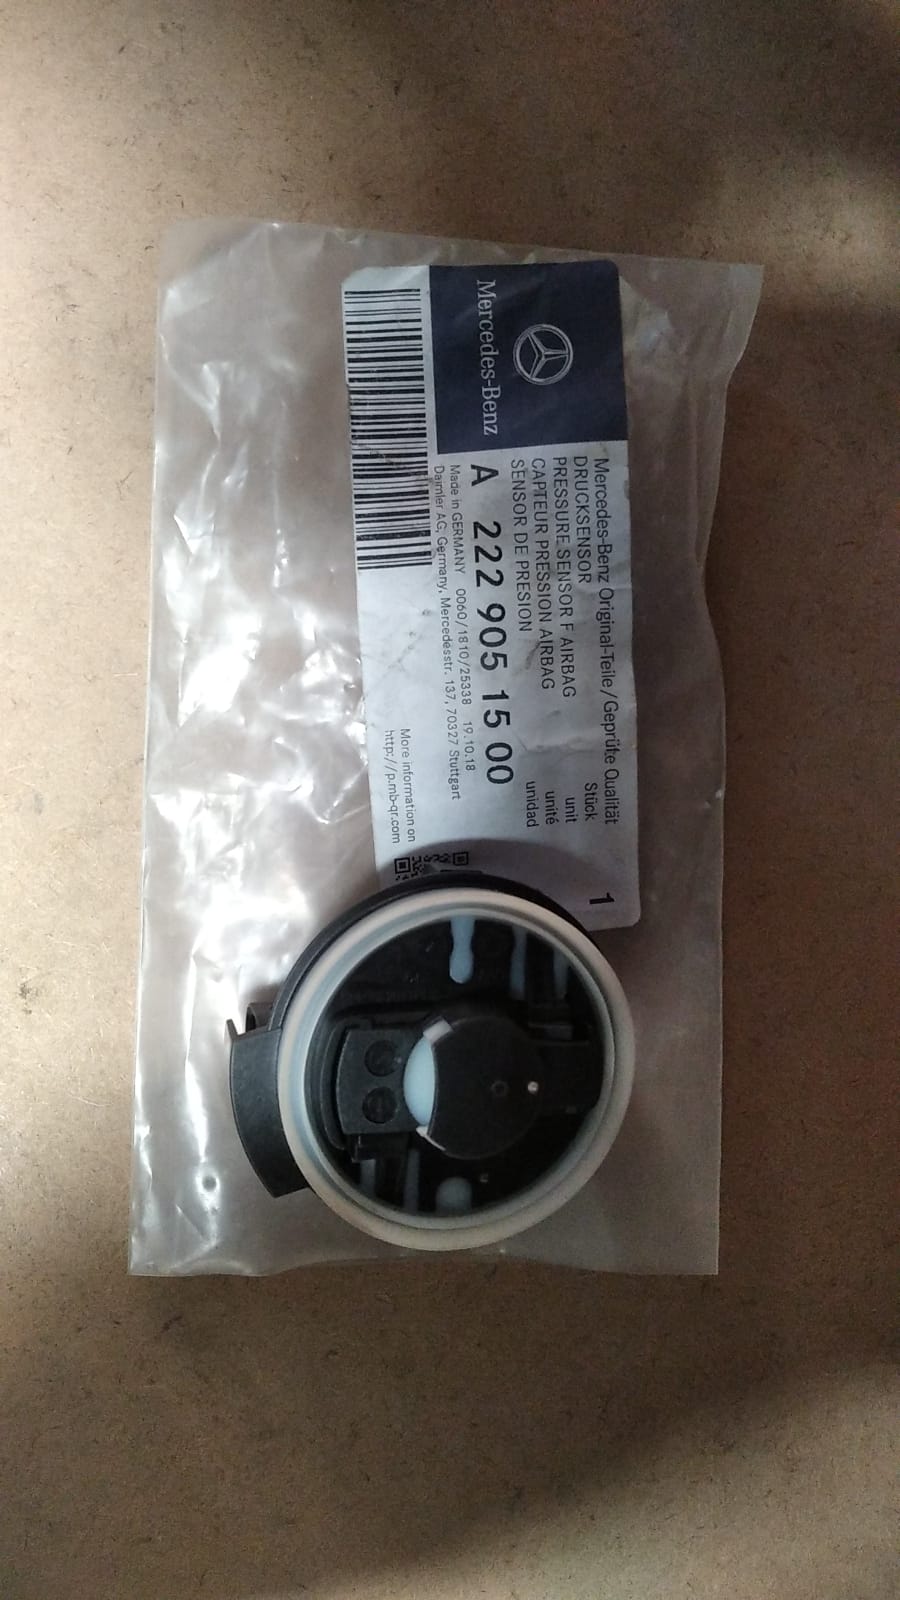 Mercedes-Benz
Mercedes-Benz Original-Teile/Geprüfte Qualität
DRUCKSENSOR
PRESSURE SENSOR F AIRBAG
CAPTEUR PRESSION AIRBAG
SENSOR DE PRESION
Stück
unit
unité
unidad
1
A 222 905 15 00
Made in GERMANY 0060/1810/25338 19.10.18
Daimler AG, Germany, Mercedesstr. 137, 70327 Stuttgart
More information on
http://p.mb-qr.com